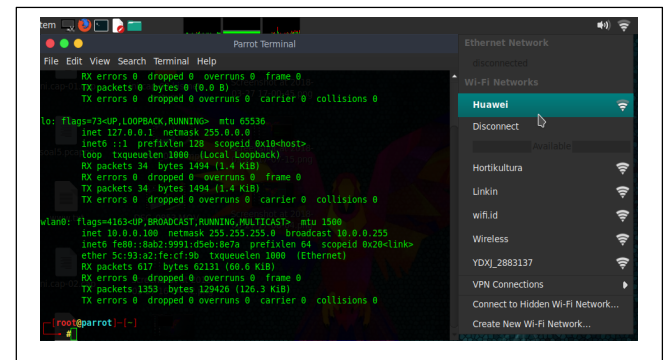 tem
Parrot Terminal
File Edit View Search Terminal Help
RX errors 0 dropped 0 overruns 0 frame 0
TX packets 0 bytes 0 (0.0 B)
TX errors 0 dropped 0 overruns 0 carrier 0 collisions 0
lo: flags=73<UP,LOOPBACK,RUNNING> mtu 65536
inet 127.0.0.1 netmask 255.0.0.0
inet6 ::1 prefixlen 128 scopeid 0x10<host>
loop txqueuelen 1000 (Local Loopback)
RX packets 34 bytes 1494 (1.4 KiB)
RX errors 0 dropped 0 overruns 0 frame 0
TX packets 34 bytes 1494 (1.4 KiB)
TX errors 0 dropped 0 overruns 0 carrier 0 collisions 0
wlan0: flags=4163<UP,BROADCAST,RUNNING,MULTICAST> mtu 1500
inet 10.0.0.100 netmask 255.255.255.0 broadcast 10.0.0.255
inet6 fe80::8ab2:9991:d5eb:8e7a prefixlen 64 scopeid 0x20<link>
ether 5c:93:a2:fe:cf:9b txqueuelen 1000 (Ethernet)
RX packets 617 bytes 62131 (60.6 KiB)
RX errors 0 dropped 0 overruns 0 frame 0
TX packets 1353 bytes 129426 (126.3 KiB)
TX errors 0 dropped 0 overruns 0 carrier 0 collisions 0
[root@parrot]-[~]
#
Ethernet Network
disconnected
Wi-Fi Networks
Huawei
Disconnect
Available
Hortikultura
Linkin
wifi.id
Wireless
YDXJ_2883137
VPN Connections
Connect to Hidden Wi-Fi Network...
Create New Wi-Fi Network...